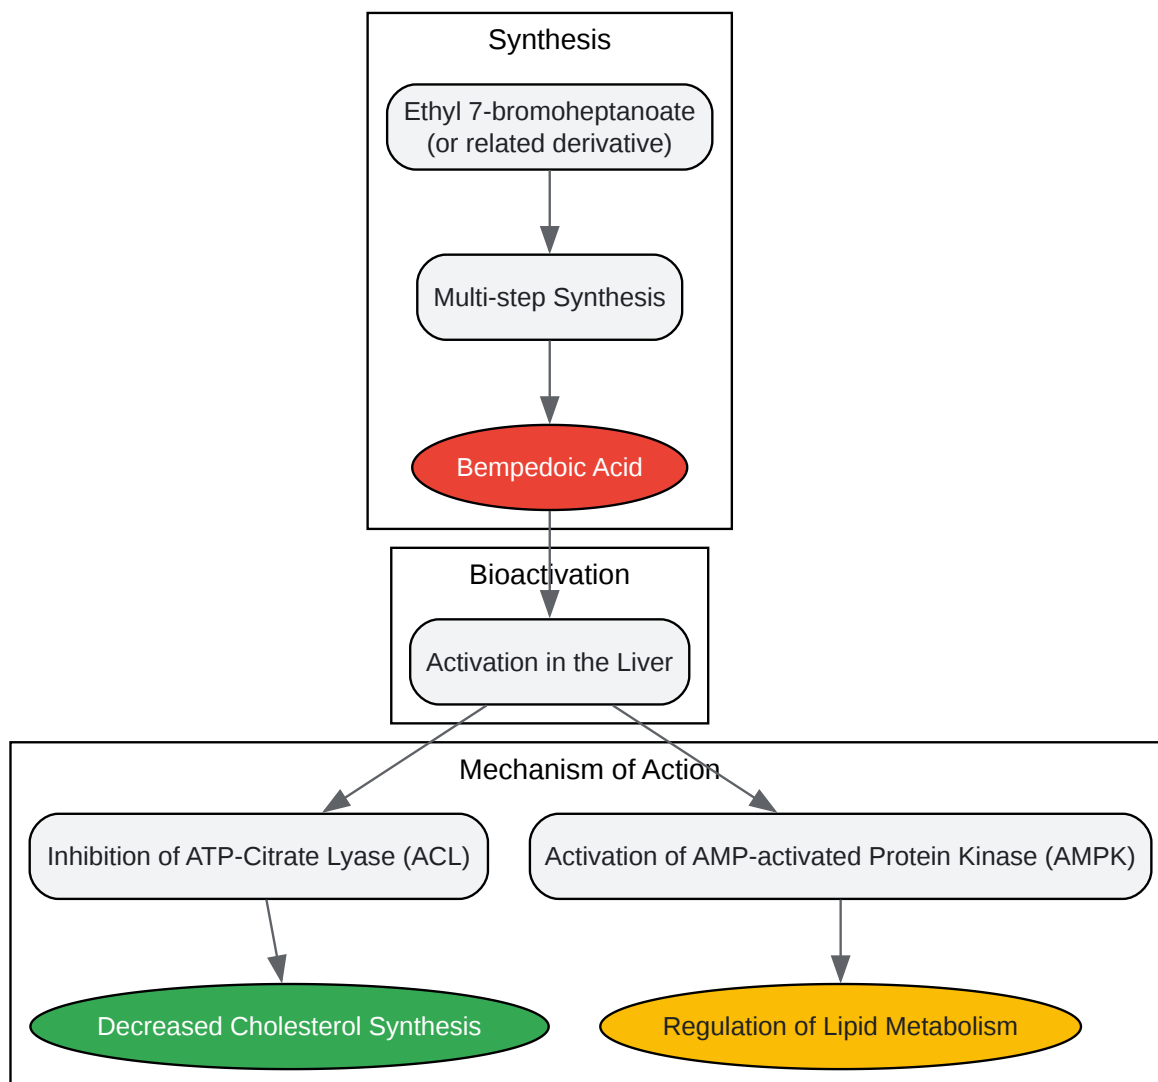 Synthesis
Ethyl 7-bromoheptanoate
(or related derivative)
Multi-step Synthesis
Bempedoic Acid
Bioactivation
Activation in the Liver
Mechanism of Action
Inhibition of ATP-Citrate Lyase (ACL)
Activation of AMP-activated Protein Kinase (AMPK)
Decreased Cholesterol Synthesis
Regulation of Lipid Metabolism